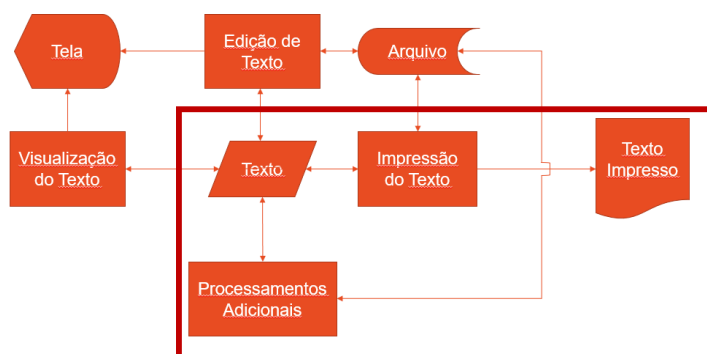 Tela
Edição de
Texto
Arquivo
Visualização
do Texto
Texto
Impressão
do Texto
Texto
Impresso
Processamentos
Adicionais